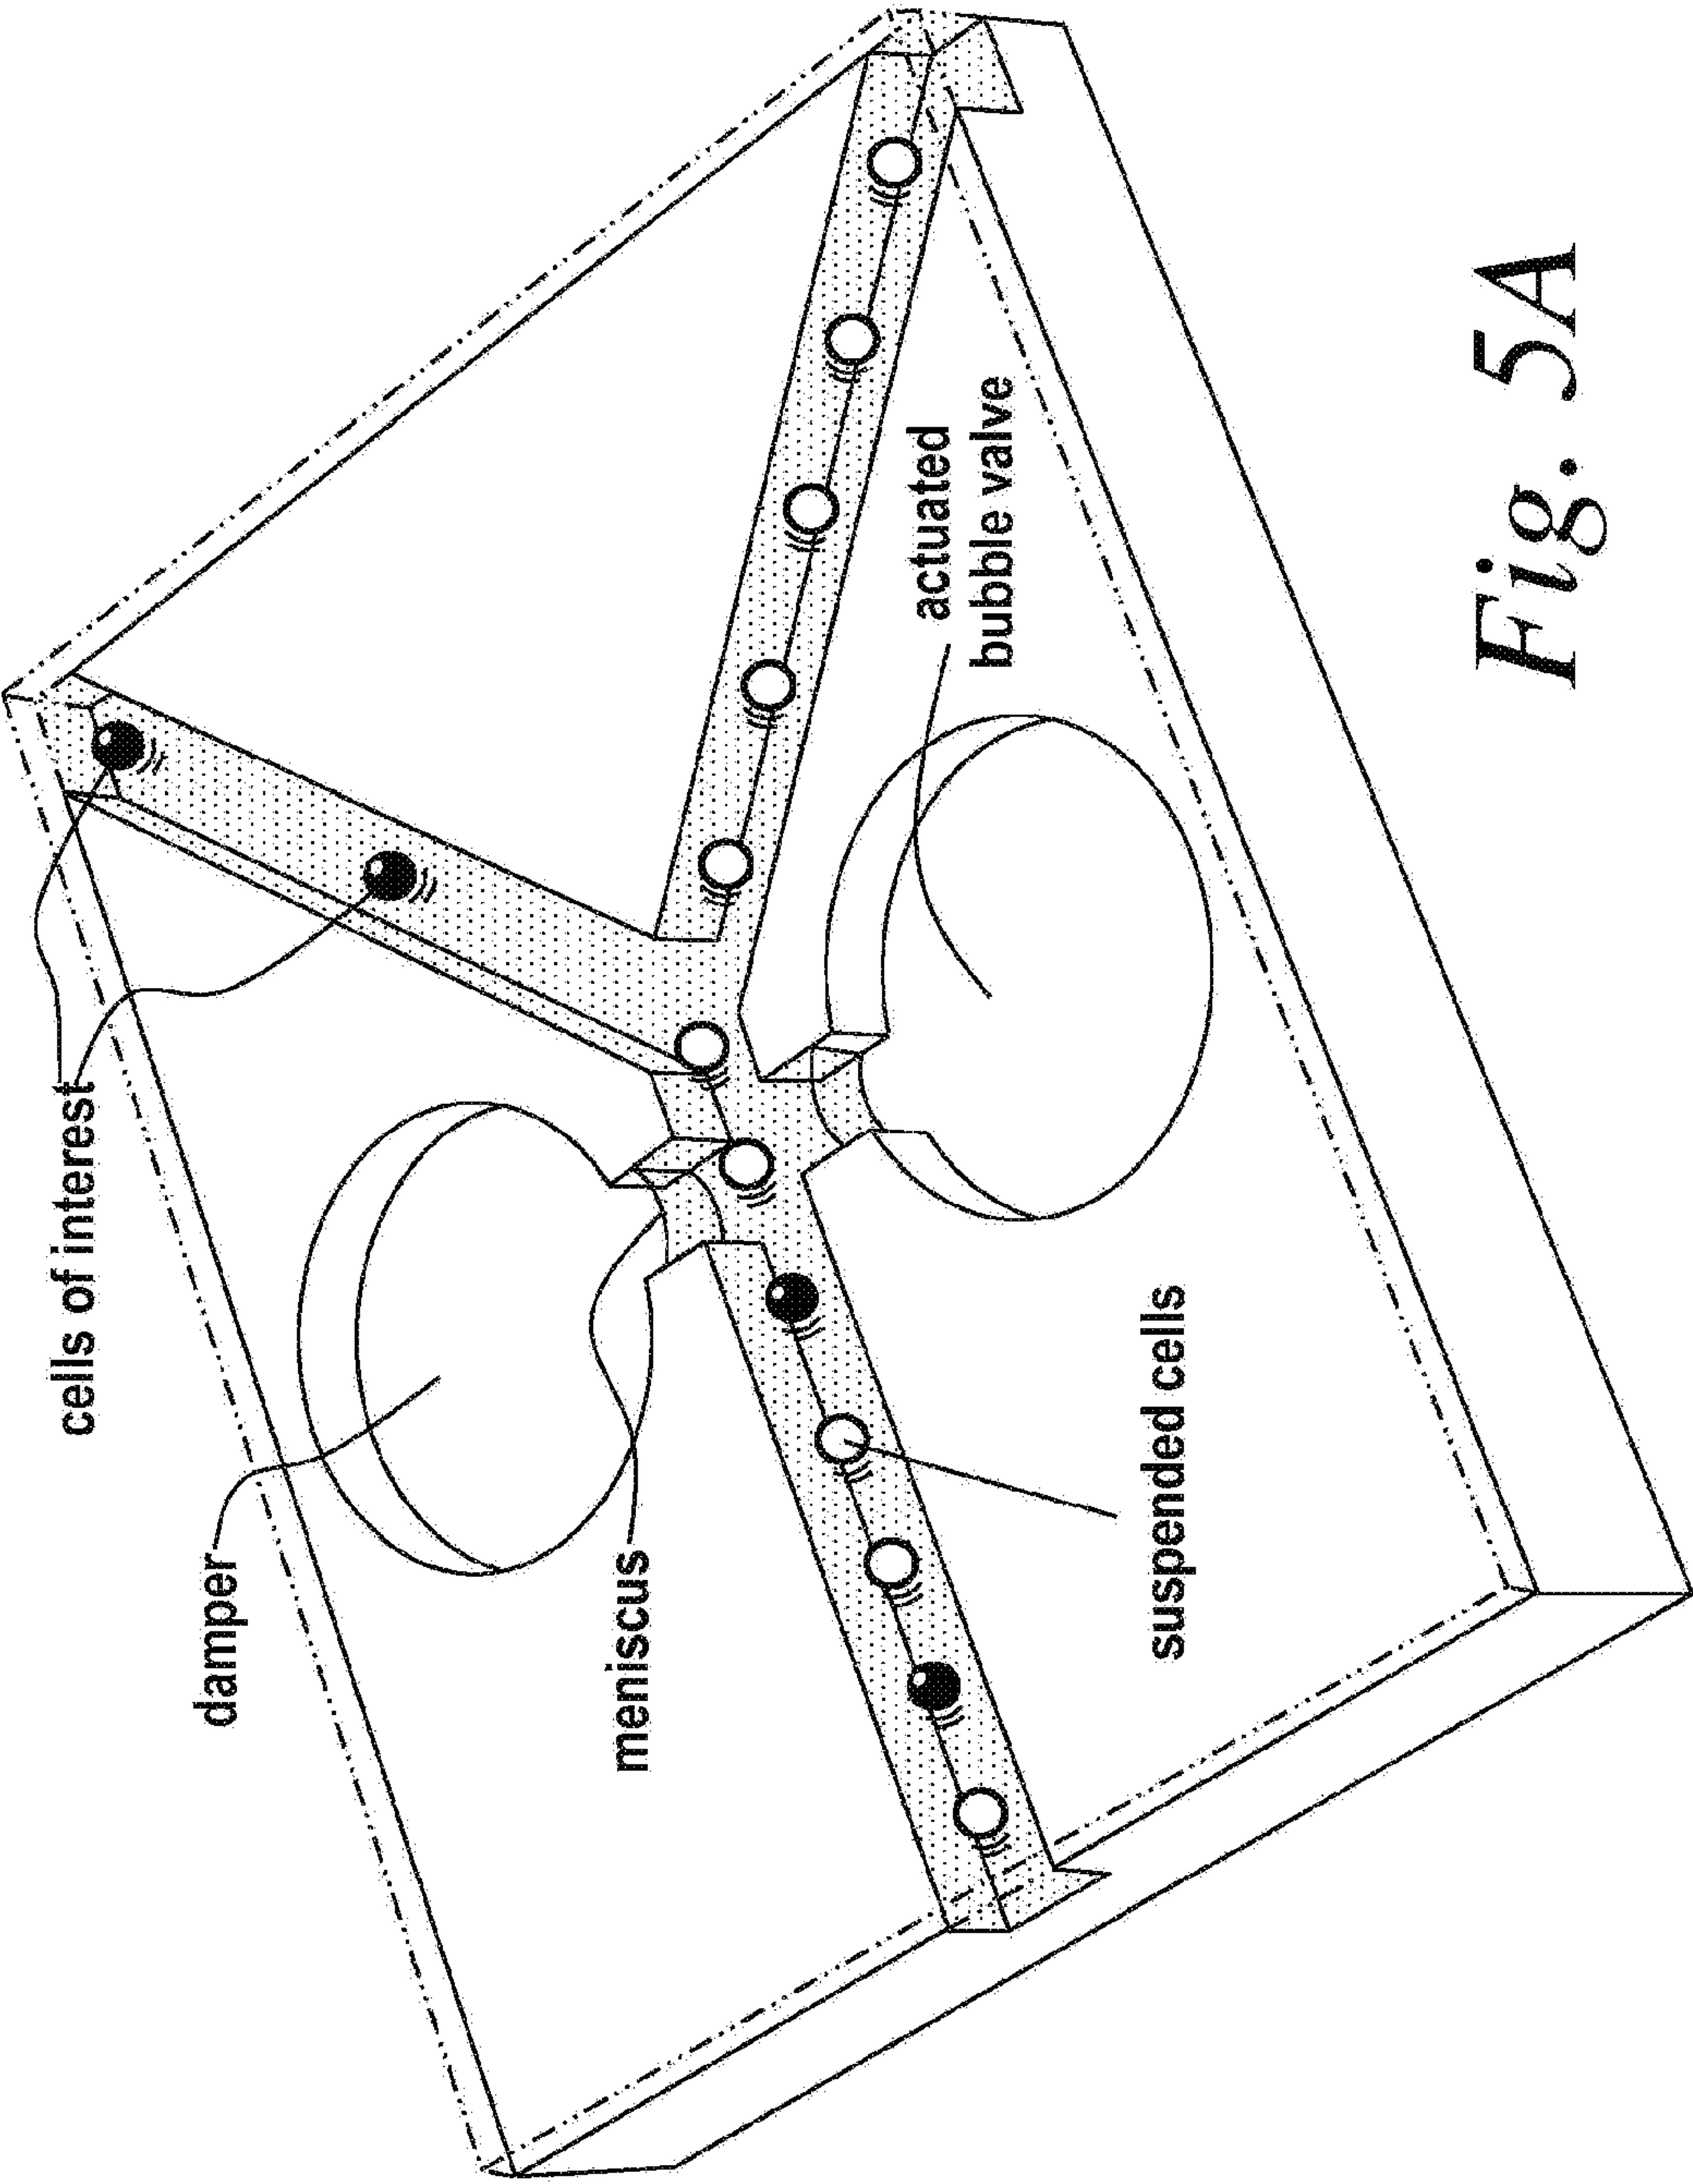 cells of interest
damper
meniscus
actuated
bubble valve
suspended cells
Fig. 5A